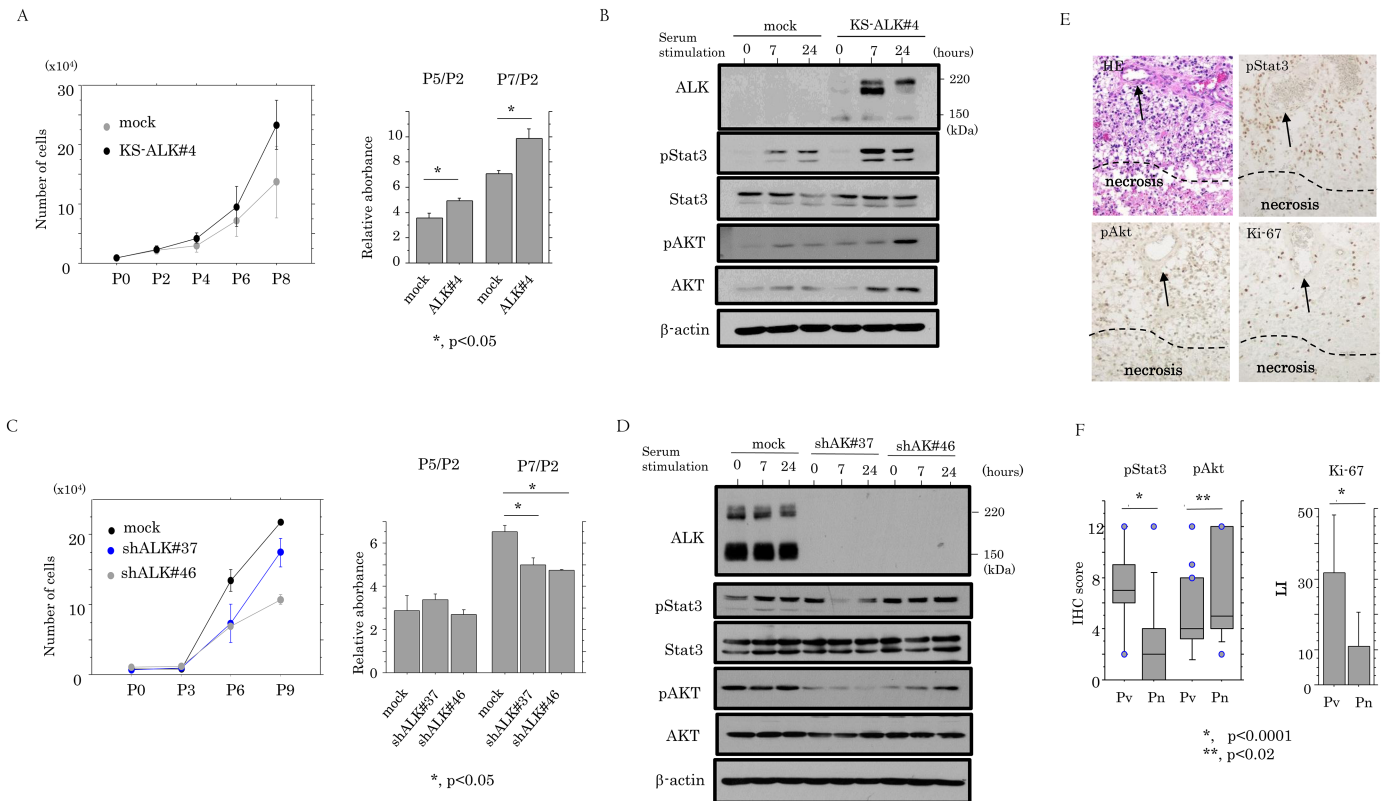 A
(x10⁴)
30
20
10
0
Number of cells
mock
KS-ALK#4
P0 P2 P4 P6 P8
P5/P2 P7/P2
Relative aborbance
10
8
6
4
2
0
*
*
mock ALK#4 mock ALK#4
*, p<0.05
B
mock KS-ALK#4
Serum stimulation
0 7 24 0 7 24 (hours)
ALK
220
150
(kDa)
pStat3
Stat3
pAKT
AKT
β-actin
E
HE
necrosis
pStat3
necrosis
pAkt
necrosis
Ki-67
necrosis
C
(x10⁴)
30
20
10
0
Number of cells
mock
shALK#37
shALK#46
P0 P3 P6 P9
P5/P2 P7/P2
Relative absorbance
6
4
2
0
*
*
mock shALK#37 shALK#46 mock shALK#37 shALK#46
*, p<0.05
D
mock shAK#37 shAK#46
Serum stimulation
0 7 24 0 7 24 0 7 24 (hours)
ALK
220
150
(kDa)
pStat3
Stat3
pAKT
AKT
β-actin
F
pStat3 pAkt Ki-67
* ** *
IHC score
12
8
4
0
Pv Pn Pv Pn
LI
50
30
10
0
Pv Pn
*, p<0.0001
**, p<0.02